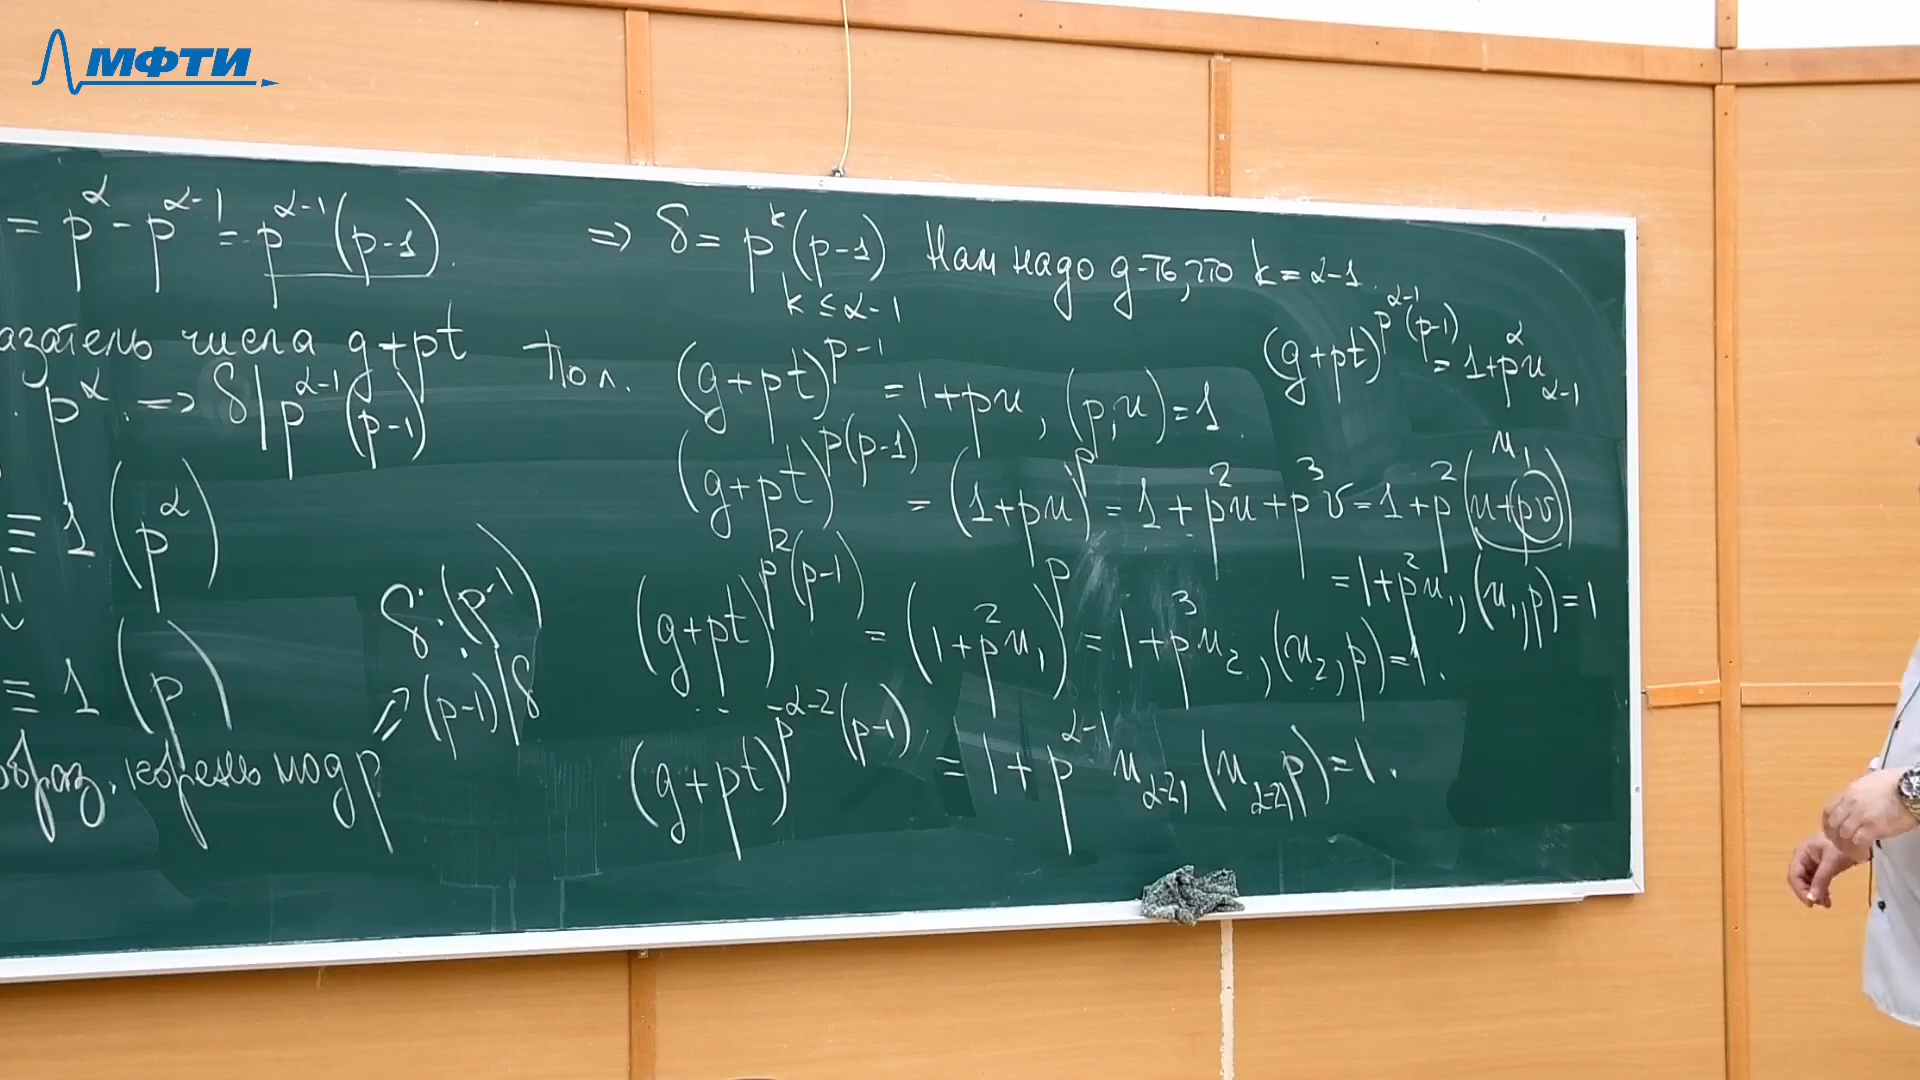 МФТИ
= p^α - p^{α-1} = p^{α-1}(p-1).
азатель числа g+pt
p^α. => δ|p^{α-1}(p-1)
≡ 1 (p^α)
≡ 1 (p)
образ. корень mod p
δ⋮(p-1)
(p-1)|δ
=> δ = p^k(p-1) Нам надо д-ть, что k = α-1.
k ≤ α-1
Пол. (g+pt)^{p-1} = 1+pu, (p,u)=1.
(g+pt)^{p^{α-1}(p-1)} = 1+p^α u_{α-1}
(g+pt)^{p(p-1)} = (1+pu)^p = 1+p^2u+p^3v = 1+p^2(u+pv)
u_1
= 1+p^2u_1, (u_1,p)=1
(g+pt)^{p^2(p-1)} = (1+p^2u_1)^p = 1+p^3u_2, (u_2,p)=1.
(g+pt)^{p^{α-2}(p-1)} = 1+p^{α-1} u_{α-2}, (u_{α-2},p)=1.